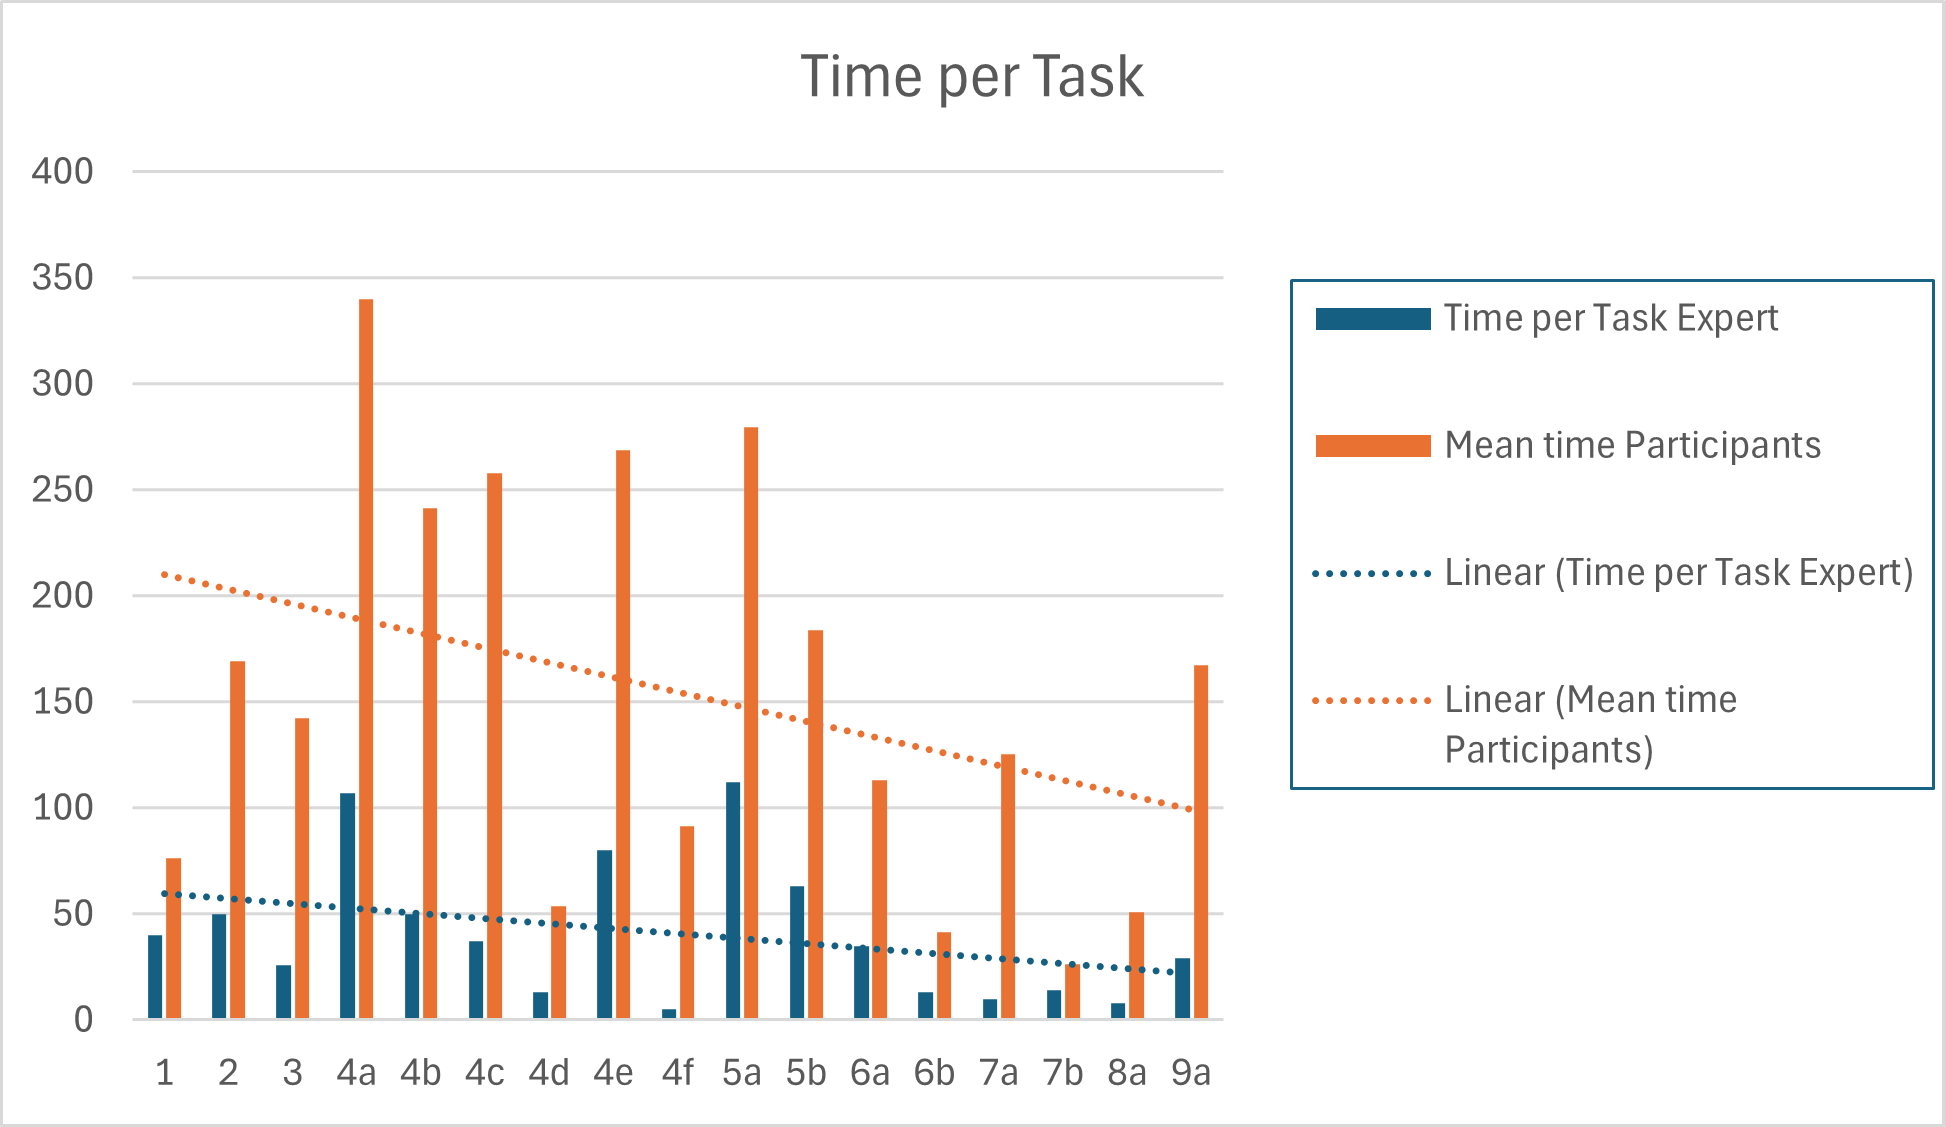 Time per Task
400
350
300
250
200
150
100
50
0
1 2 3 4a 4b 4c 4d 4e 4f 5a 5b 6a 6b 7a 7b 8a 9a
Time per Task Expert
Mean time Participants
Linear (Time per Task Expert)
Linear (Mean time
Participants)